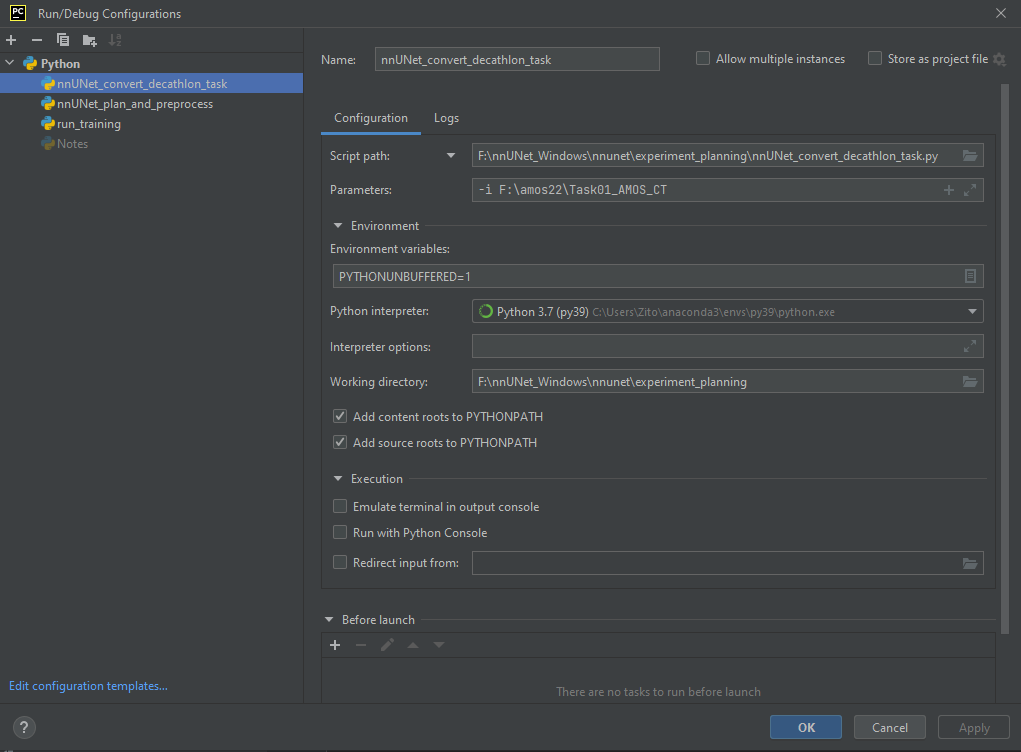 PC Run/Debug Configurations
Python
nnUNet_convert_decathlon_task
nnUNet_plan_and_preprocess
run_training
Notes
Edit configuration templates...
Name: nnUNet_convert_decathlon_task Allow multiple instances Store as project file
Configuration Logs
Script path: F:\nnUNet_Windows\nnunet\experiment_planning\nnUNet_convert_decathlon_task.py
Parameters: -i F:\amos22\Task01_AMOS_CT
Environment
Environment variables:
PYTHONUNBUFFERED=1
Python interpreter: Python 3.7 (py39) C:\Users\Zito\anaconda3\envs\py39\python.exe
Interpreter options:
Working directory: F:\nnUNet_Windows\nnunet\experiment_planning
Add content roots to PYTHONPATH
Add source roots to PYTHONPATH
Execution
Emulate terminal in output console
Run with Python Console
Redirect input from:
Before launch
There are no tasks to run before launch
? OK Cancel Apply